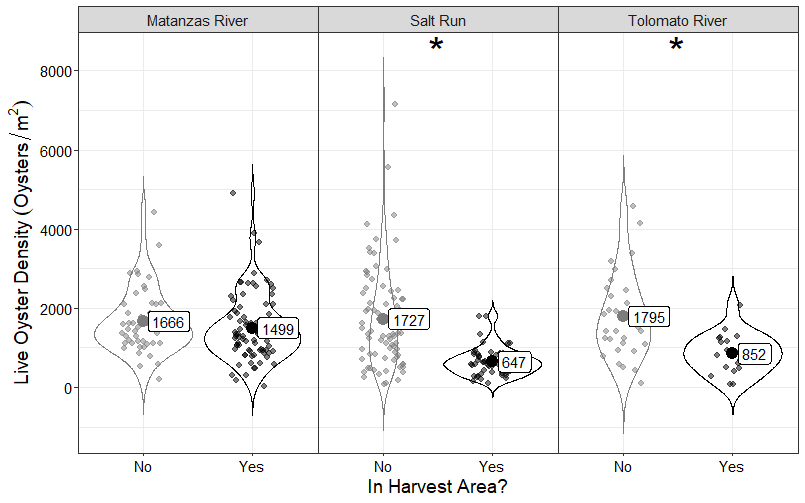 Matanzas River Salt Run Tolomato River
* *
8000
6000
4000
2000
0
Live Oyster Density (Oysters/m²)
1666 1499 1727 647 1795 852
No Yes No Yes No Yes
In Harvest Area?